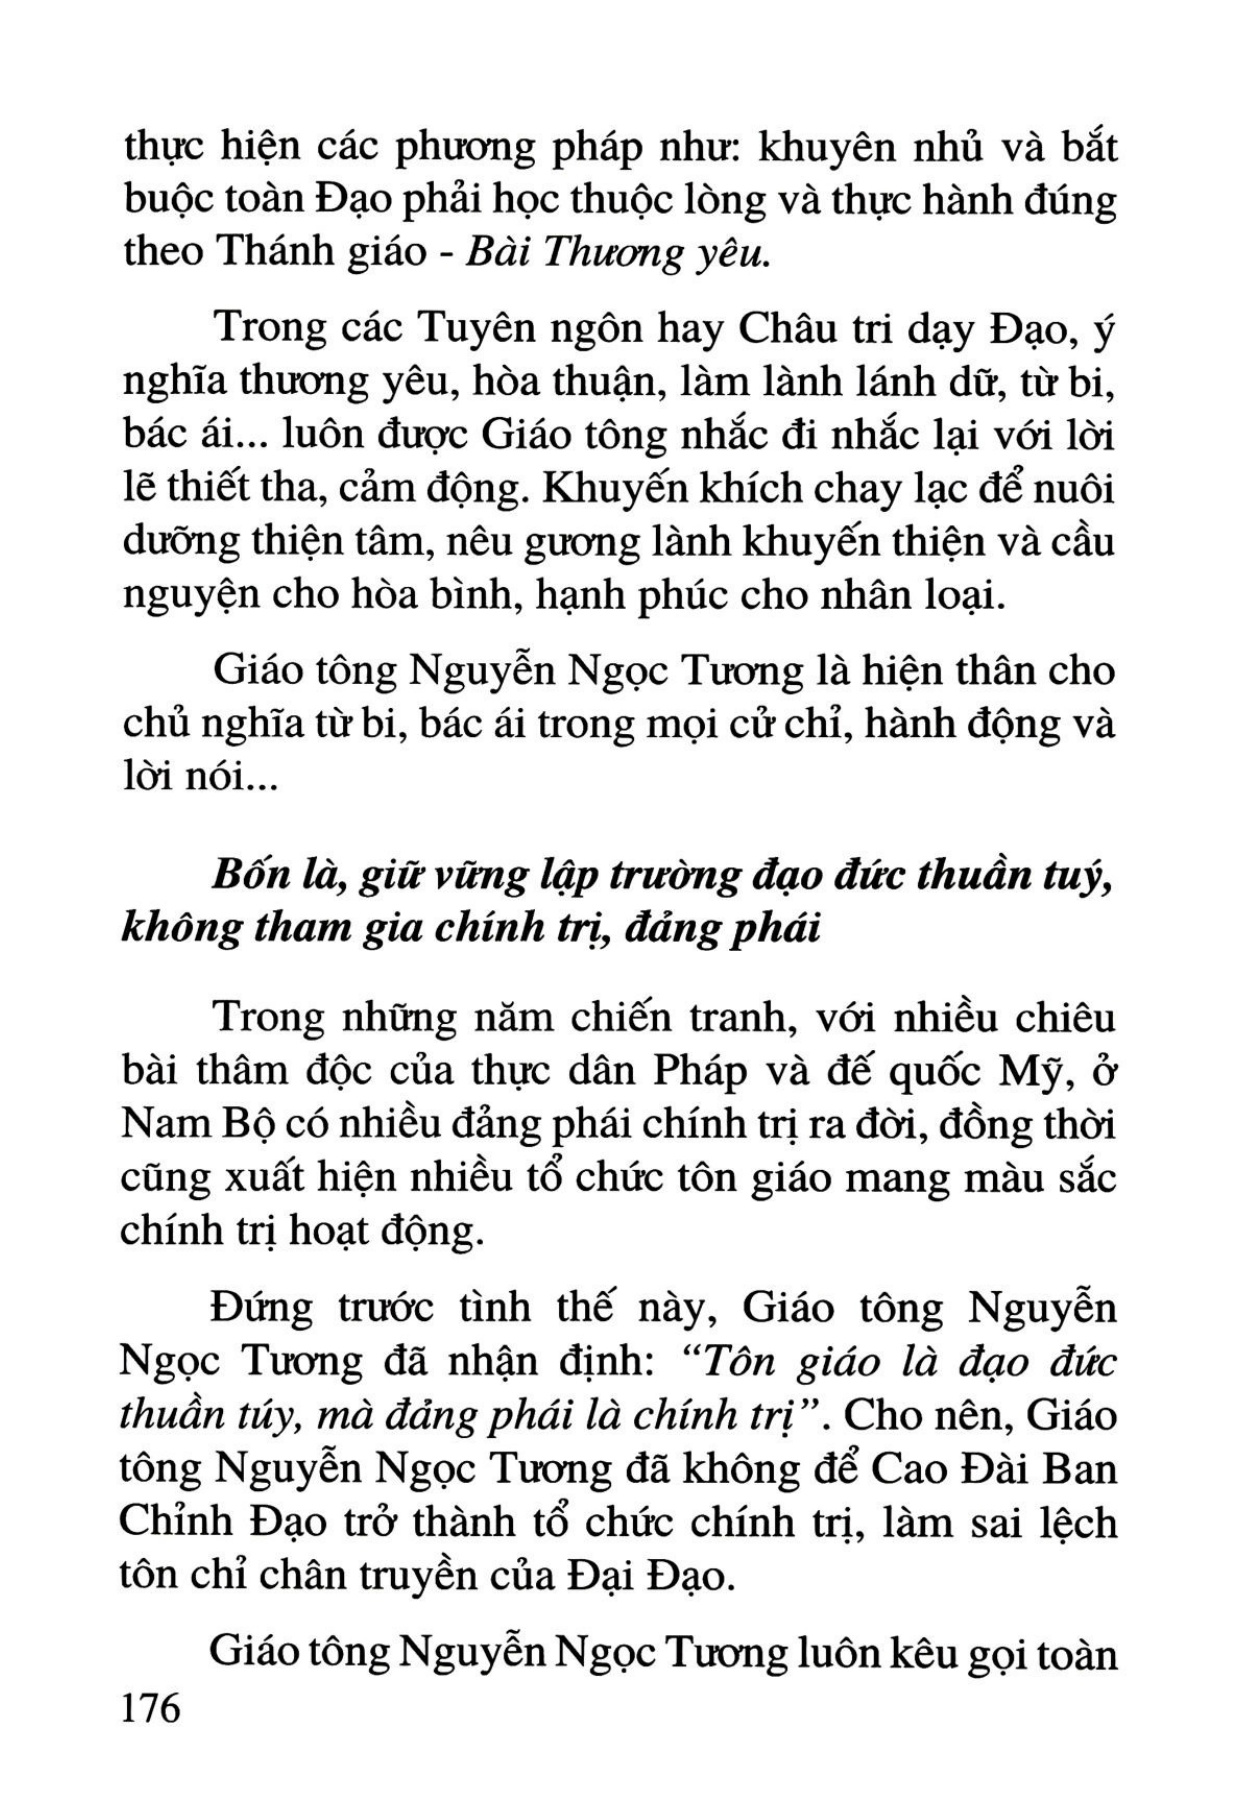 thực hiện các phương pháp như: khuyên nhủ và bắt
buộc toàn Đạo phải học thuộc lòng và thực hành đúng
theo Thánh giáo - Bài Thương yêu.
Trong các Tuyên ngôn hay Châu tri dạy Đạo, ý
nghĩa thương yêu, hòa thuận, làm lành lánh dữ, từ bi,
bác ái... luôn được Giáo tông nhắc đi nhắc lại với lời
lẽ thiết tha, cảm động. Khuyến khích chay lạc để nuôi
dưỡng thiện tâm, nêu gương lành khuyến thiện và cầu
nguyện cho hòa bình, hạnh phúc cho nhân loại.
Giáo tông Nguyễn Ngọc Tương là hiện thân cho
chủ nghĩa từ bi, bác ái trong mọi cử chỉ, hành động và
lời nói...
Bốn là, giữ vững lập trường đạo đức thuần tuý,
không tham gia chính trị, đảng phái
Trong những năm chiến tranh, với nhiều chiêu
bài thâm độc của thực dân Pháp và đế quốc Mỹ, ở
Nam Bộ có nhiều đảng phái chính trị ra đời, đồng thời
cũng xuất hiện nhiều tổ chức tôn giáo mang màu sắc
chính trị hoạt động.
Đứng trước tình thế này, Giáo tông Nguyễn
Ngọc Tương đã nhận định: “Tôn giáo là đạo đức
thuần túy, mà đảng phái là chính trị”. Cho nên, Giáo
tông Nguyễn Ngọc Tương đã không để Cao Đài Ban
Chỉnh Đạo trở thành tổ chức chính trị, làm sai lệch
tôn chỉ chân truyền của Đại Đạo.
Giáo tông Nguyễn Ngọc Tương luôn kêu gọi toàn
176